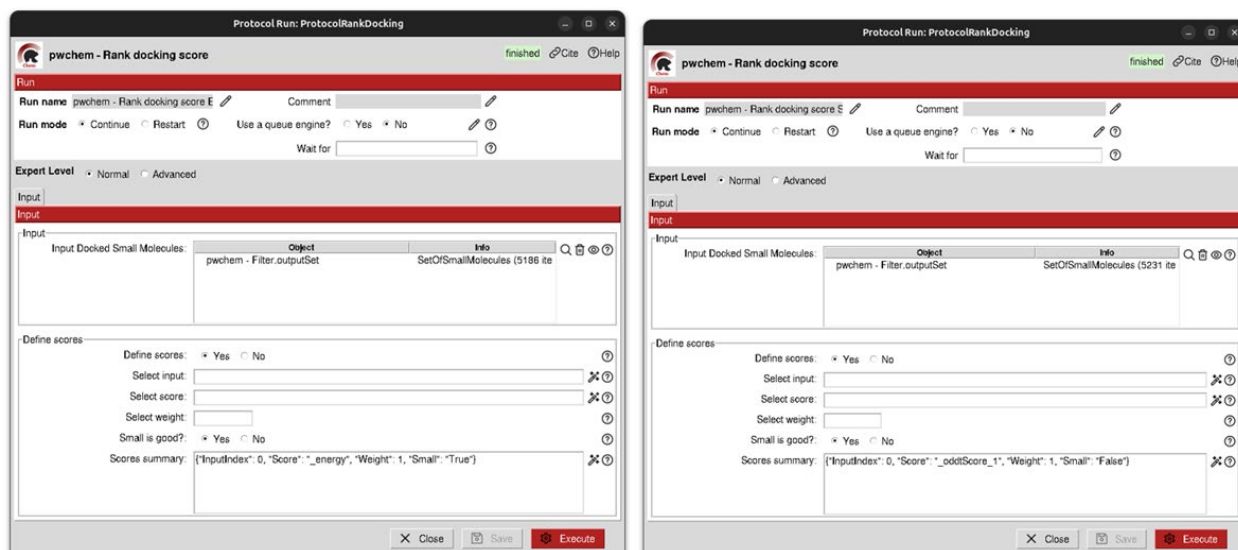 Protocol Run: ProtocolRankDocking
Chem
pwchem - Rank docking score
finished Cite Help
Run
Run name pwchem - Rank docking score E Comment
Run mode Continue Restart Use a queue engine? Yes No
Wait for
Expert Level Normal Advanced
Input
Input
Input
Input Docked Small Molecules: Object Info
pwchem - Filter.outputSet SetOfSmallMolecules (5186 ite
Define scores
Define scores: Yes No
Select input:
Select score:
Select weight:
Small is good?: Yes No
Scores summary: {"InputIndex": 0, "Score": "_energy", "Weight": 1, "Small": "True"}
Close Save Execute
Protocol Run: ProtocolRankDocking
Chem
pwchem - Rank docking score
finished Cite Help
Run
Run name pwchem - Rank docking score S Comment
Run mode Continue Restart Use a queue engine? Yes No
Wait for
Expert Level Normal Advanced
Input
Input
Input
Input Docked Small Molecules: Object Info
pwchem - Filter.outputSet SetOfSmallMolecules (5231 ite
Define scores
Define scores: Yes No
Select input:
Select score:
Select weight:
Small is good?: Yes No
Scores summary: {"InputIndex": 0, "Score": "_oddtScore_1", "Weight": 1, "Small": "False"}
Close Save Execute